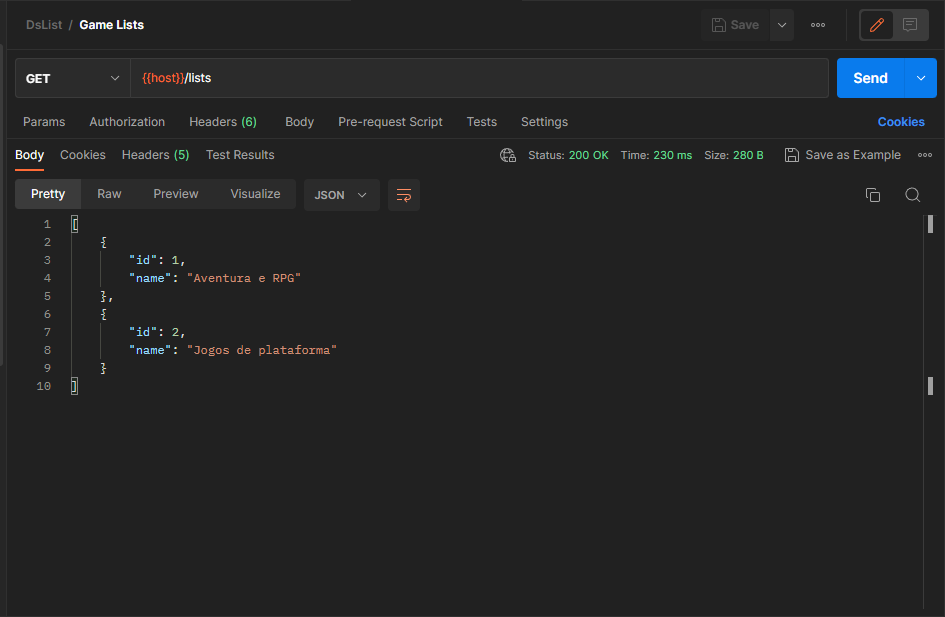 DsList / Game Lists Save
GET {{host}}/lists Send
Params Authorization Headers (6) Body Pre-request Script Tests Settings Cookies
Body Cookies Headers (5) Test Results Status: 200 OK Time: 230 ms Size: 280 B Save as Example
Pretty Raw Preview Visualize JSON
1 [
2 {
3 "id": 1,
4 "name": "Aventura e RPG"
5 },
6 {
7 "id": 2,
8 "name": "Jogos de plataforma"
9 }
10 ]